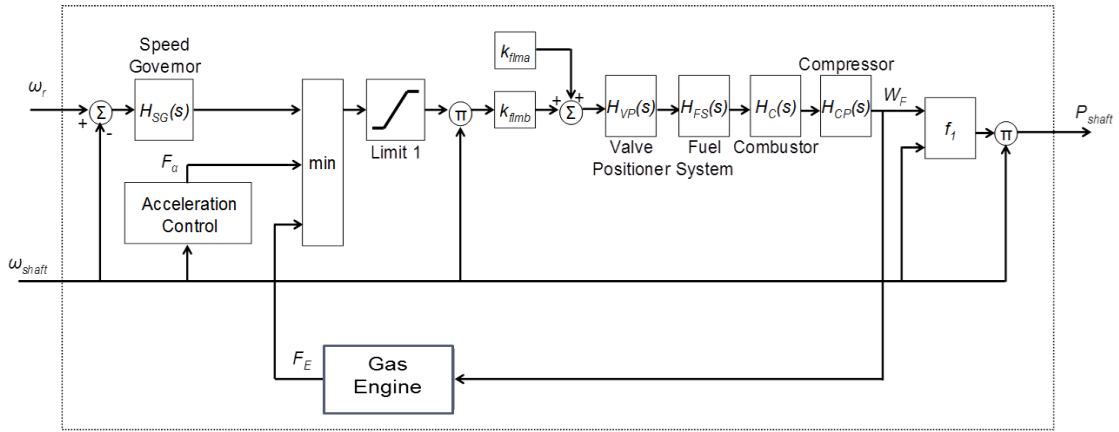 Speed
Governor
ω_r
Σ
+
-
H_SG(s)
F_α
Acceleration
Control
min
Limit 1
π
k_flma
k_flmb
+
+
Σ
H_VP(s)
H_FS(s)
H_C(s)
H_CP(s)
Compressor
Valve
Positioner
Fuel
System
Combustor
W_F
f_1
π
P_shaft
ω_shaft
F_E
Gas
Engine